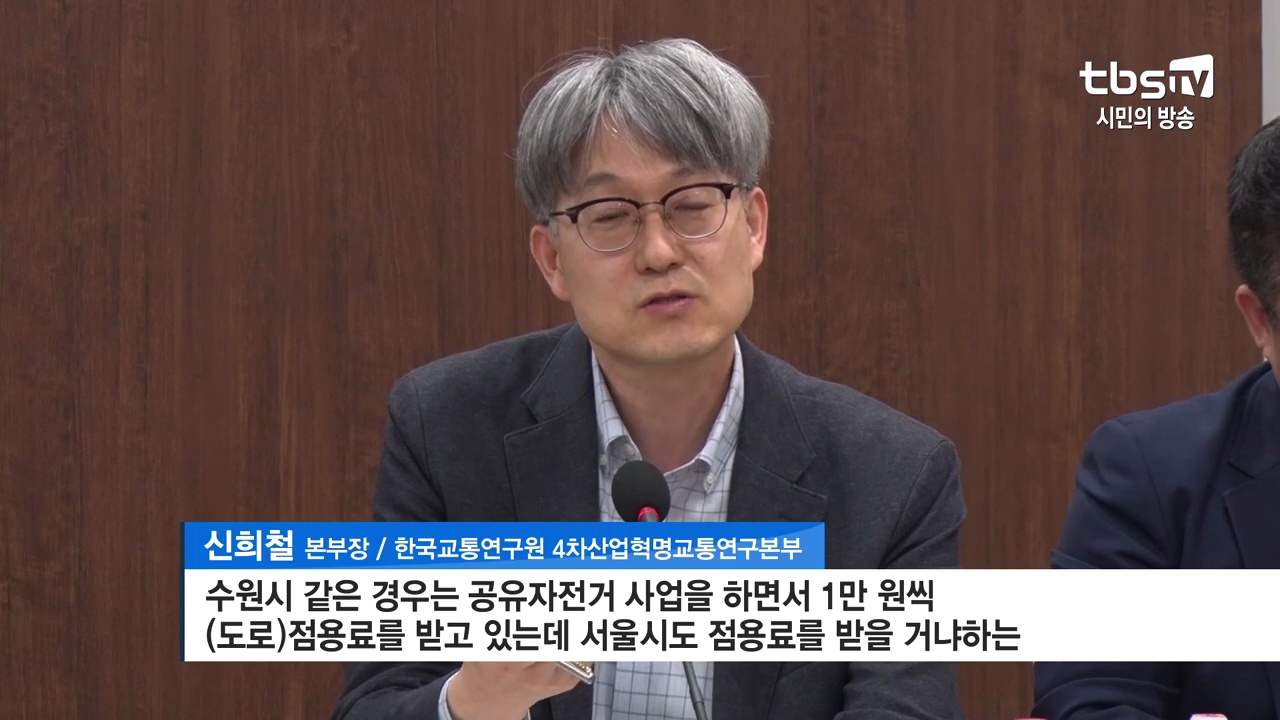 tbs TV
시민의 방송
신희철 본부장 / 한국교통연구원 4차산업혁명교통연구본부
수원시 같은 경우는 공유자전거 사업을 하면서 1만 원씩
(도로)점용료를 받고 있는데 서울시도 점용료를 받을 거냐하는